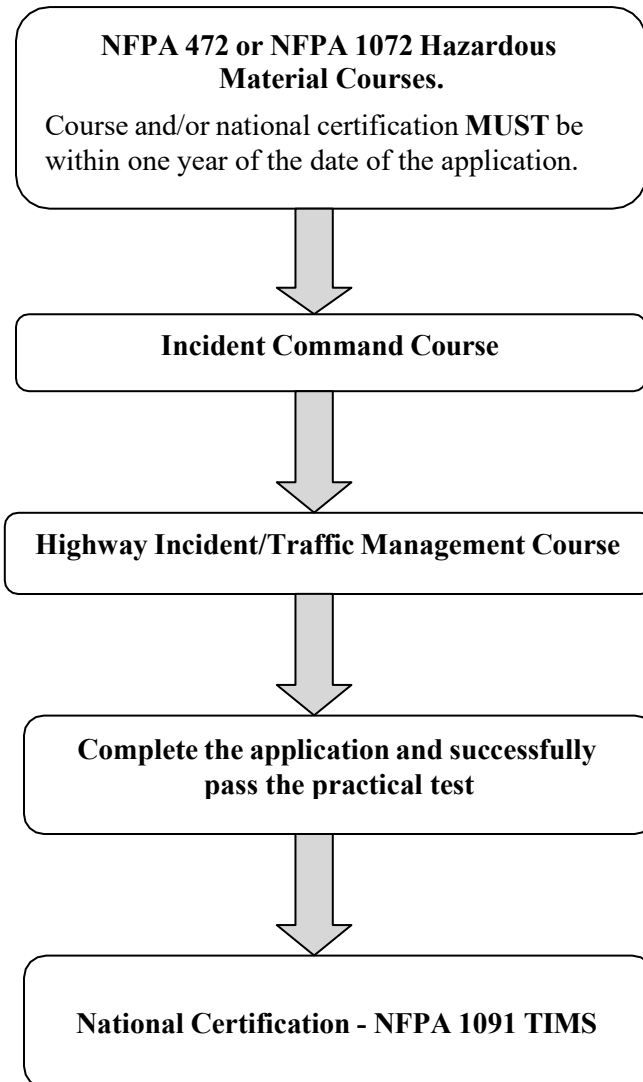 NFPA 472 or NFPA 1072 Hazardous
Material Courses.
Course and/or national certification MUST be
within one year of the date of the application.
Incident Command Course
Highway Incident/Traffic Management Course
Complete the application and successfully
pass the practical test
National Certification - NFPA 1091 TIMS